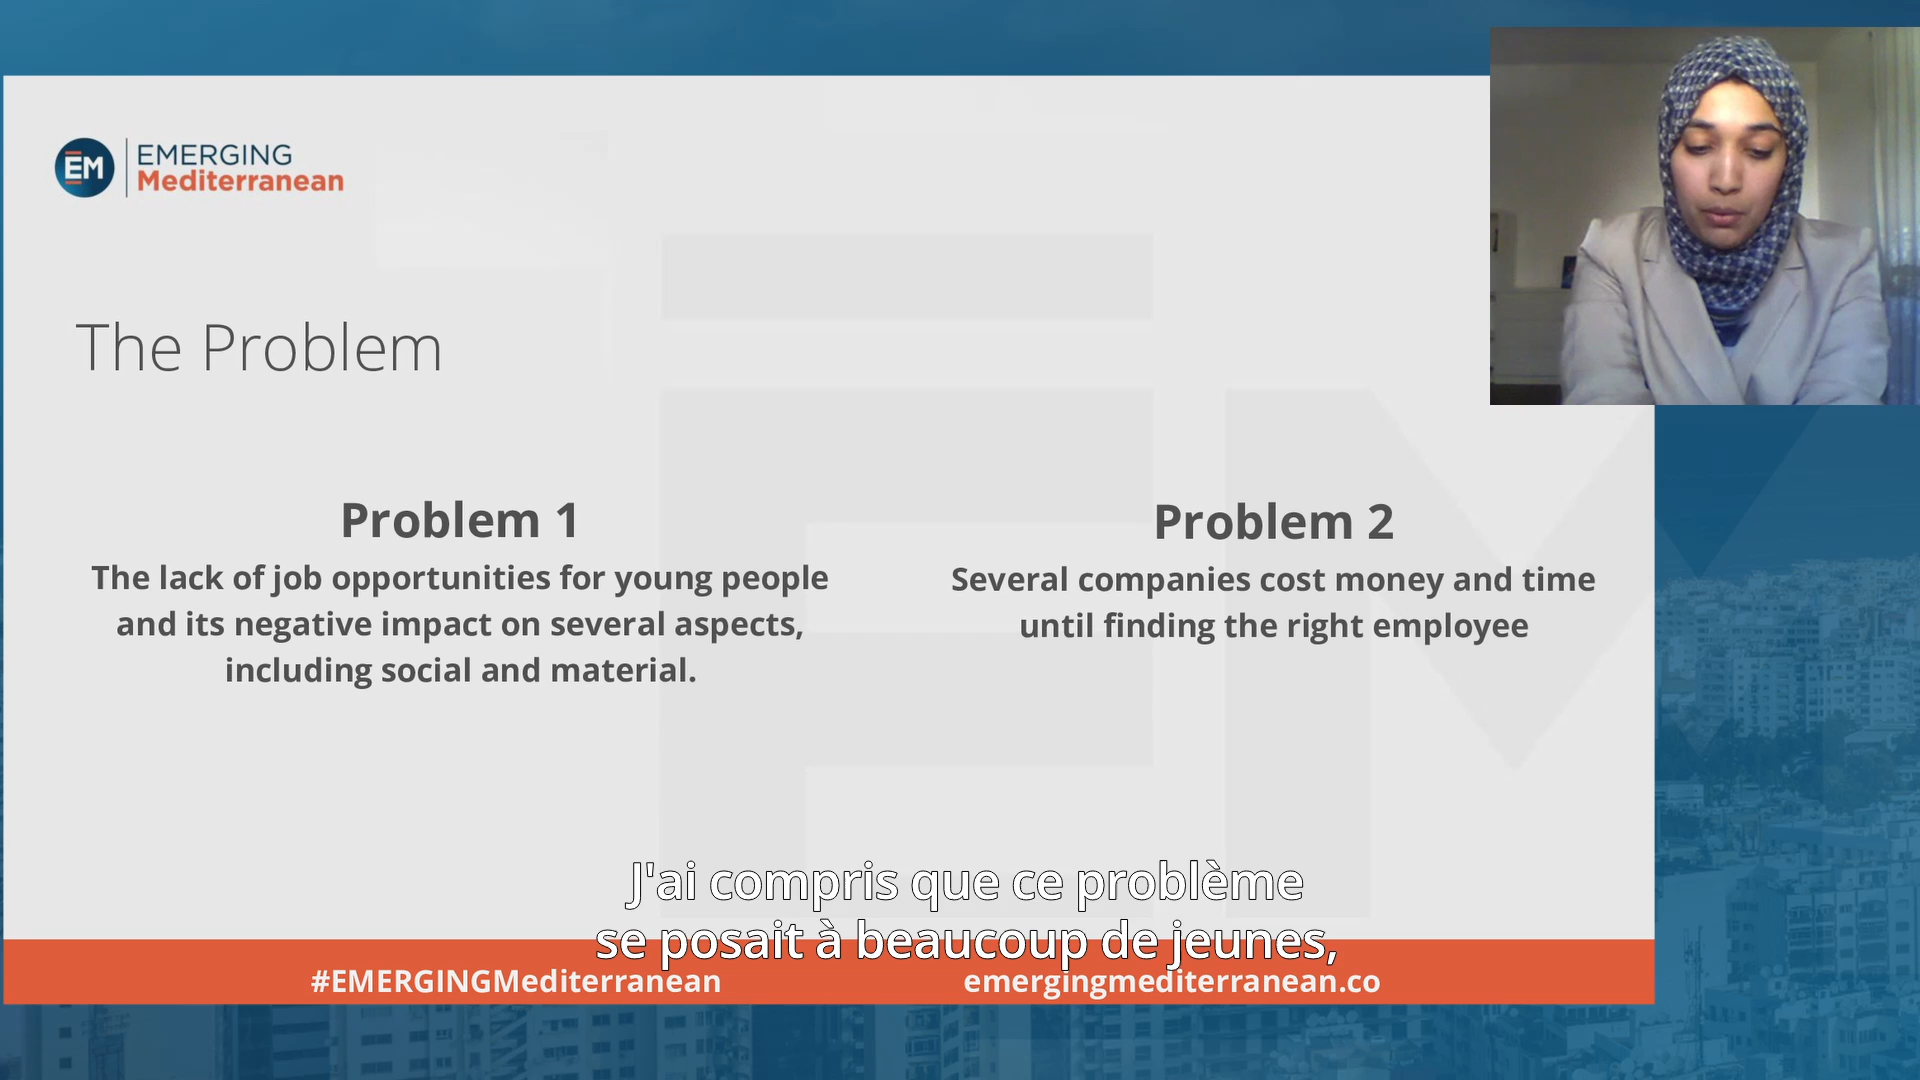 EM
EMERGING
Mediterranean
The Problem
Problem 1
The lack of job opportunities for young people
and its negative impact on several aspects,
including social and material.
Problem 2
Several companies cost money and time
until finding the right employee
J'ai compris que ce problème
se posait à beaucoup de jeunes,
#EMERGINGMediterranean
emergingmediterranean.co